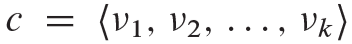 c = ⟨ν₁, ν₂, ..., νₖ⟩